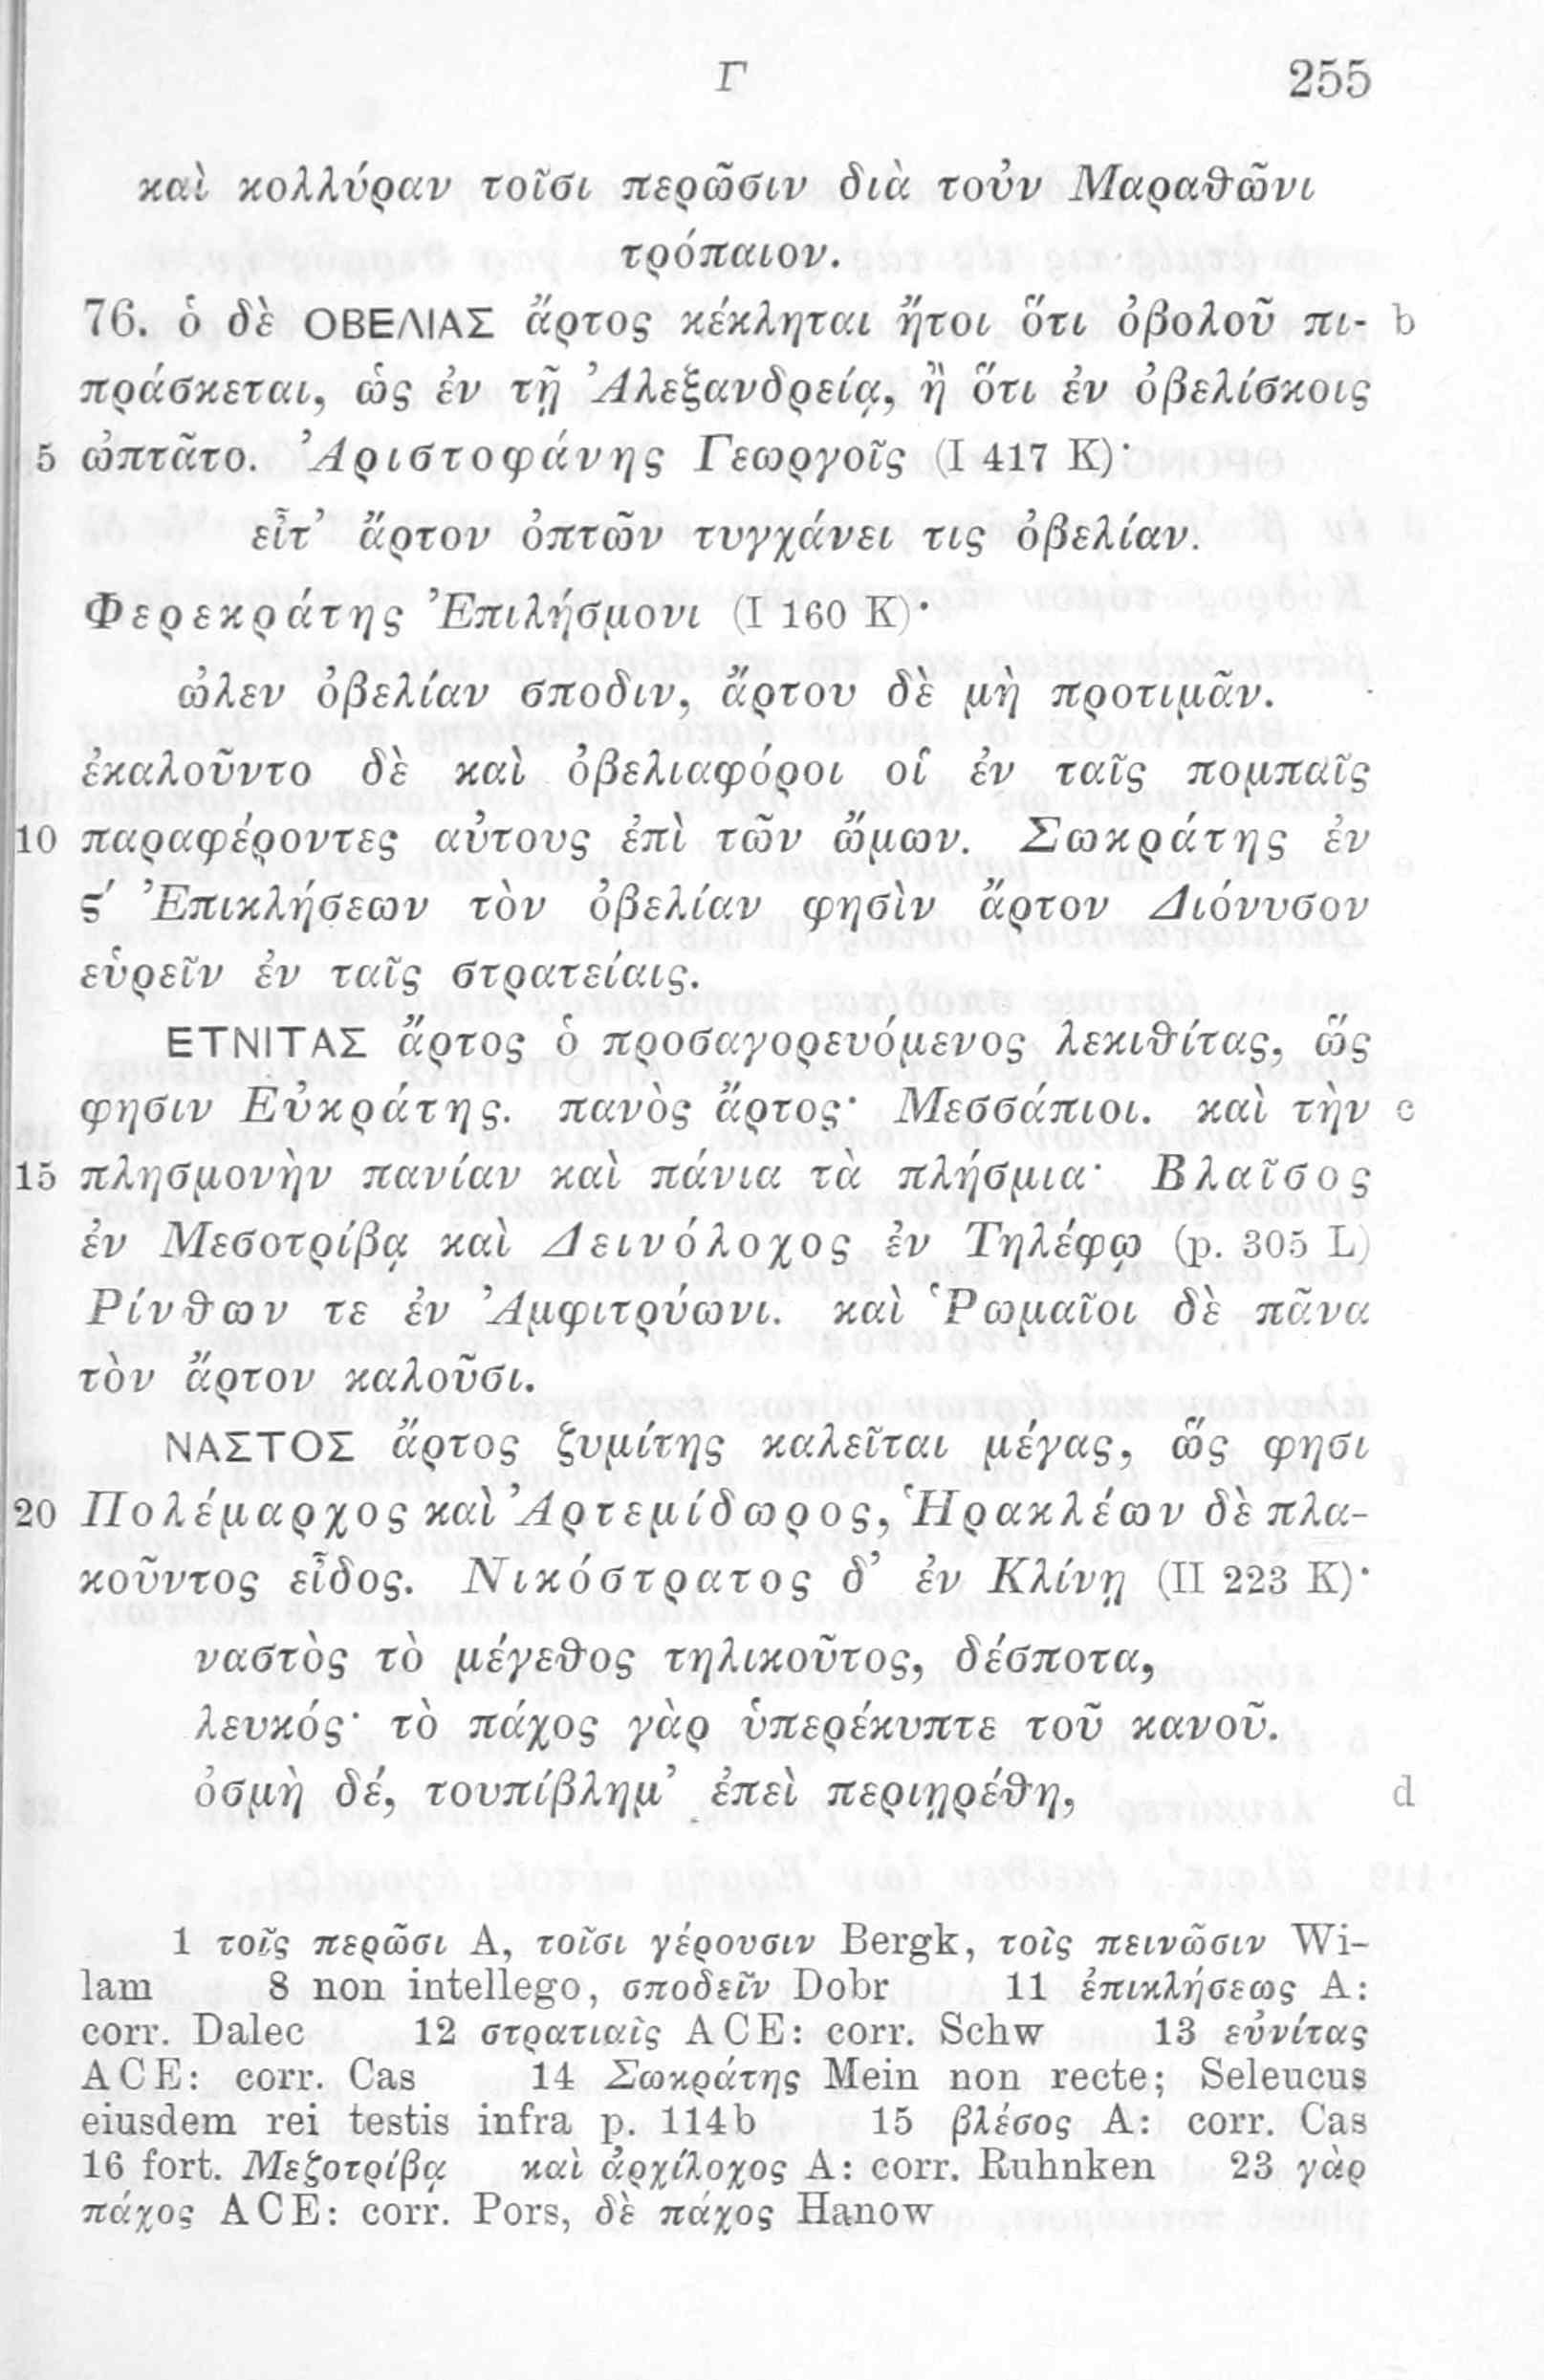 Γ 255
καὶ κολλύραν τοῖσι περῶσιν διὰ τοὐν Μαραθῶνι
τρόπαιον.
76. ὁ δὲ ΟΒΕΛΙΑΣ ἄρτος κέκληται ἤτοι ὅτι ὀβολοῦ πι- b
πράσκεται, ὡς ἐν τῇ Ἀλεξανδρείᾳ, ἢ ὅτι ἐν ὀβελίσκοις
5 ὠπτᾶτο. Ἀριστοφάνης Γεωργοῖς (I 417 K)·
εἶτ’ ἄρτον ὀπτῶν τυγχάνει τις ὀβελίαν.
Φερεκράτης Ἐπιλήσμονι (I 160 K)·
ὠλεν ὀβελίαν σποδιν, ἄρτου δὲ μὴ προτιμᾶν.
ἐκαλοῦντο δὲ καὶ ὀβελιαφόροι οἱ ἐν ταῖς πομπαῖς
10 παραφέροντες αὐτους ἐπὶ τῶν ὤμων. Σωκράτης ἐν
ϛ′ Ἐπικλήσεων τὸν ὀβελίαν φησὶν ἄρτον Διόνυσον
εὑρεῖν ἐν ταῖς στρατείαις.
ΕΤΝΙΤΑΣ ἄρτος ὁ προσαγορευόμενος λεκιθίτας, ὥς
φησιν Εὐκράτης. πανὸς ἄρτος· Μεσσάπιοι. καὶ τὴν c
15 πλησμονὴν πανίαν καὶ πάνια τὰ πλήσμια· Βλαῖσος
ἐν Μεσοτρίβᾳ καὶ Δεινόλοχος ἐν Τηλέφῳ (p. 305 L)
Ρίνθων τε ἐν Ἀμφιτρύωνι. καὶ Ῥωμαῖοι δὲ πᾶνα
τὸν ἄρτον καλοῦσι.
ΝΑΣΤΟΣ ἄρτος ζυμίτης καλεῖται μέγας, ὥς φησι
20 Πολέμαρχος καὶ Ἀρτεμίδωρος, Ἡρακλέων δὲ πλα-
κοῦντος εἶδος. Νικόστρατος δ’ ἐν Κλίνῃ (II 223 K)·
ναστὸς τὸ μέγεθος τηλικοῦτος, δέσποτα,
λευκός· τὸ πάχος γὰρ ὑπερέκυπτε τοῦ κανοῦ.
ὀσμὴ δέ, τουπίβλημ’ ἐπεὶ περιῃρέθη, d
1 τοῖς περῶσι A, τοῖσι γέρουσιν Bergk, τοῖς πεινῶσιν Wi-
lam 8 non intellego, σποδεῖν Dobr 11 ἐπικλήσεως A:
corr. Dalec 12 στρατιαῖς ACE: corr. Schw 13 εὐνίτας
ACE: corr. Cas 14 Σωκράτης Mein non recte; Seleucus
eiusdem rei testis infra p. 114b 15 βλέσος A: corr. Cas
16 fort. Μεζοτρίβᾳ καὶ ἀρχίλοχος A: corr. Ruhnken 23 γὰρ
πάχος ACE: corr. Pors, δὲ πάχος Hanow